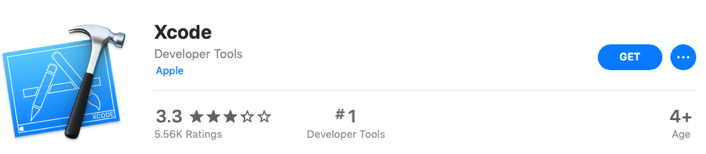 Xcode
Developer Tools
Apple
GET
3.3
5.56K Ratings
#1
Developer Tools
4+
Age
XCODE